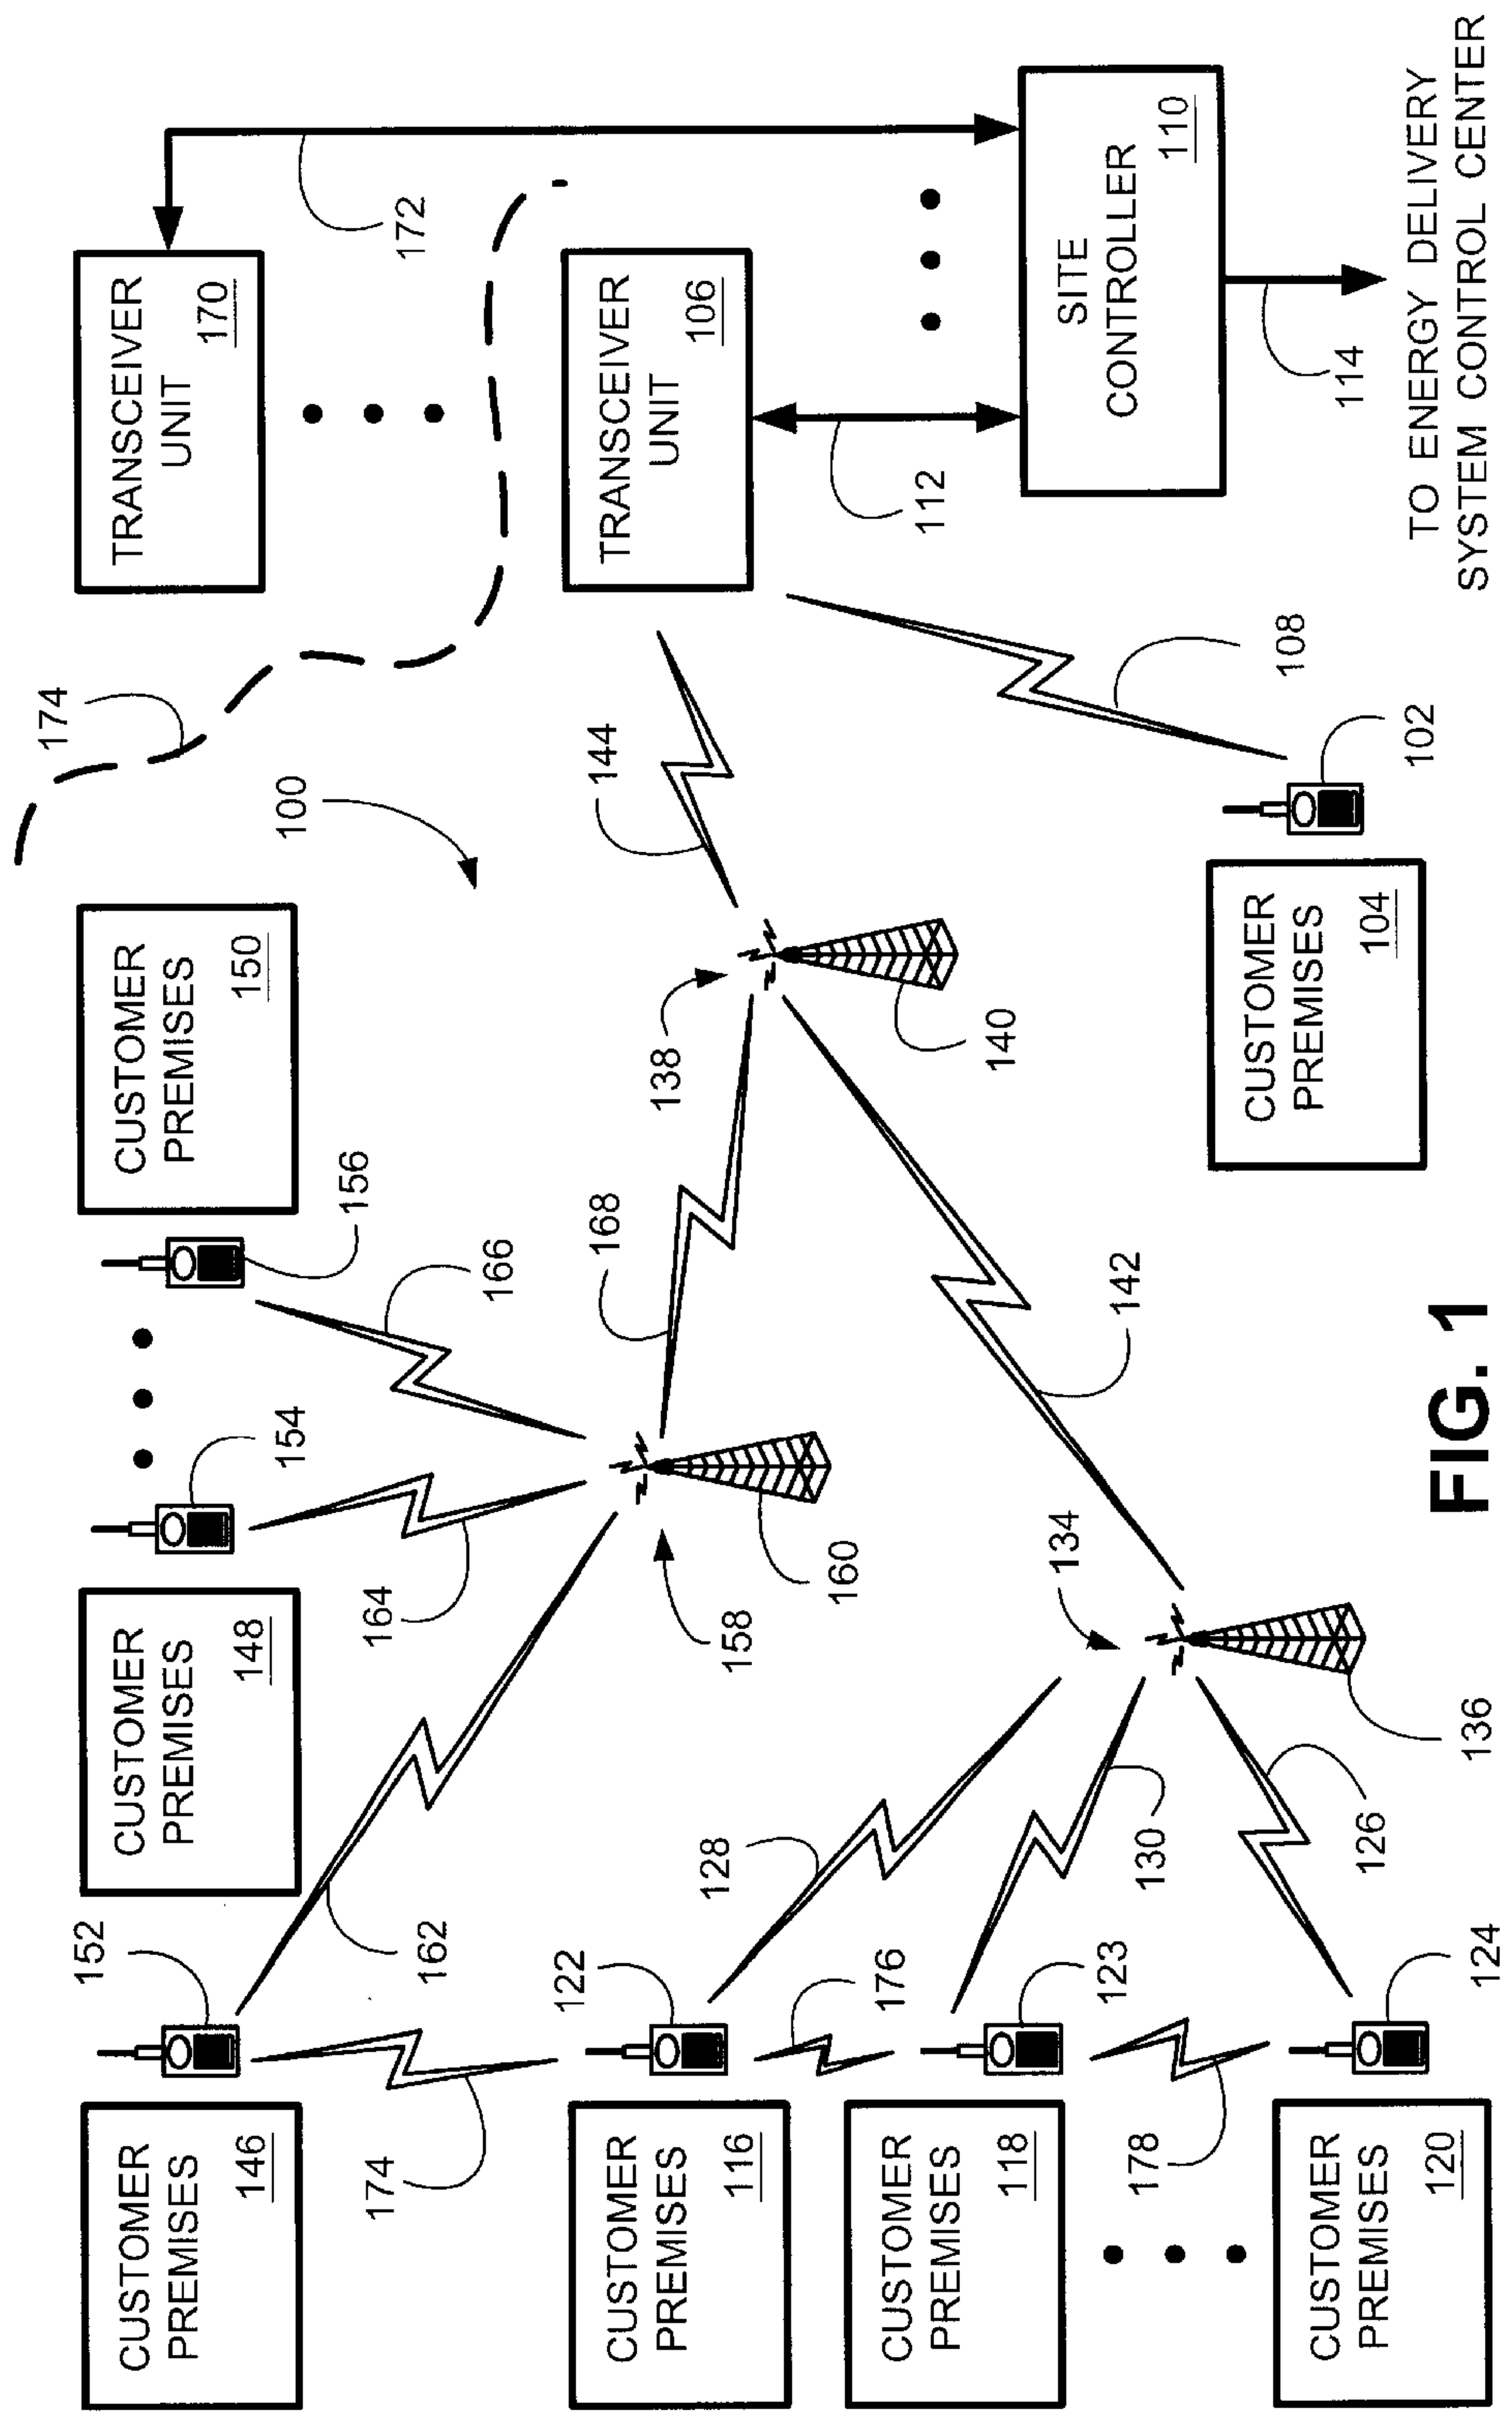 CUSTOMER
PREMISES
146
152
CUSTOMER
PREMISES
148
154
CUSTOMER
PREMISES
150
156
174
TRANSCEIVER
UNIT
170
172
162
164
166
174
100
168
144
158
160
138
140
TRANSCEIVER
UNIT
106
112
CUSTOMER
PREMISES
116
122
128
176
CUSTOMER
PREMISES
118
123
130
134
142
178
126
136
CUSTOMER
PREMISES
120
124
CUSTOMER
PREMISES
104
102
108
SITE
CONTROLLER
110
114
TO ENERGY DELIVERY
SYSTEM CONTROL CENTER
FIG. 1